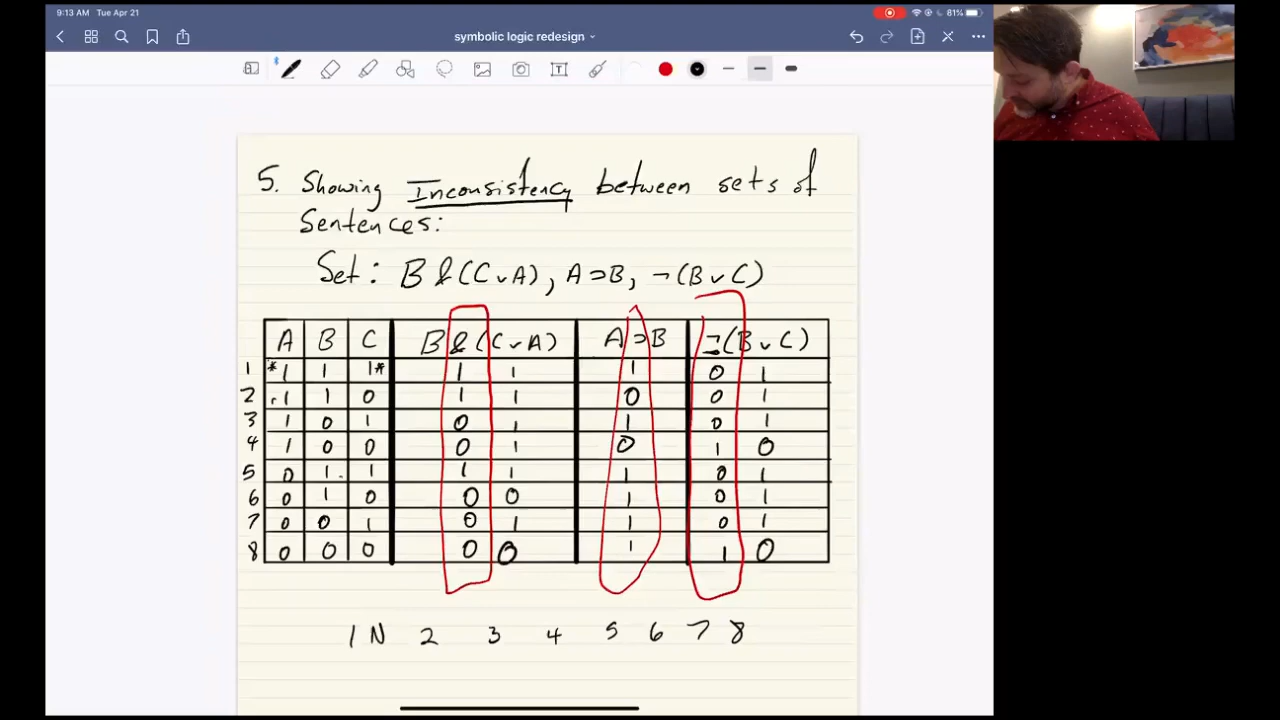 9:13 AM Tue Apr 21
81%
symbolic logic redesign
5. Showing Inconsistency between sets of
Sentences:
Set: B & (C ∨ A), A ⊃ B, ¬(B ∨ C)
A B C B & (C ∨ A) A ⊃ B ¬(B ∨ C)
1 * 1 1 1* 1 1 1 0 1
2 1 1 0 1 1 0 0 1
3 1 0 1 0 1 1 0 1
4 1 0 0 0 1 0 1 0
5 0 1 1 1 1 1 0 1
6 0 1 0 0 0 1 0 1
7 0 0 1 0 1 1 0 1
8 0 0 0 0 0 1 1 0
1 N 2 3 4 5 6 7 8